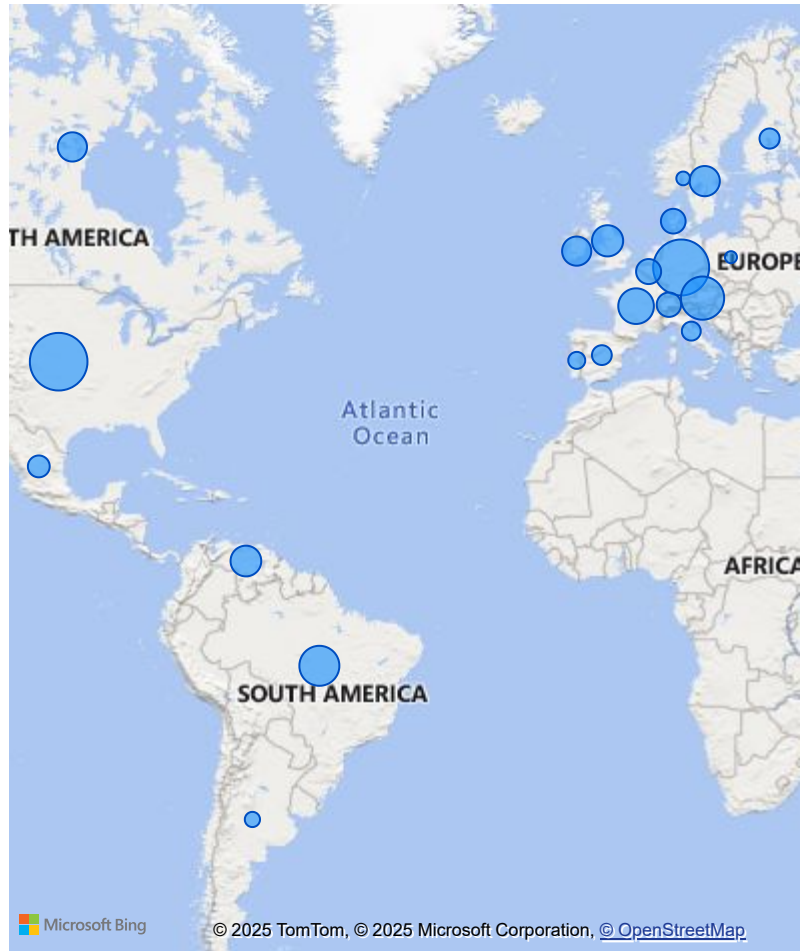 TH AMERICA
EUROPE
Atlantic
Ocean
AFRICA
SOUTH AMERICA
Microsoft Bing
© 2025 TomTom, © 2025 Microsoft Corporation, © OpenStreetMap